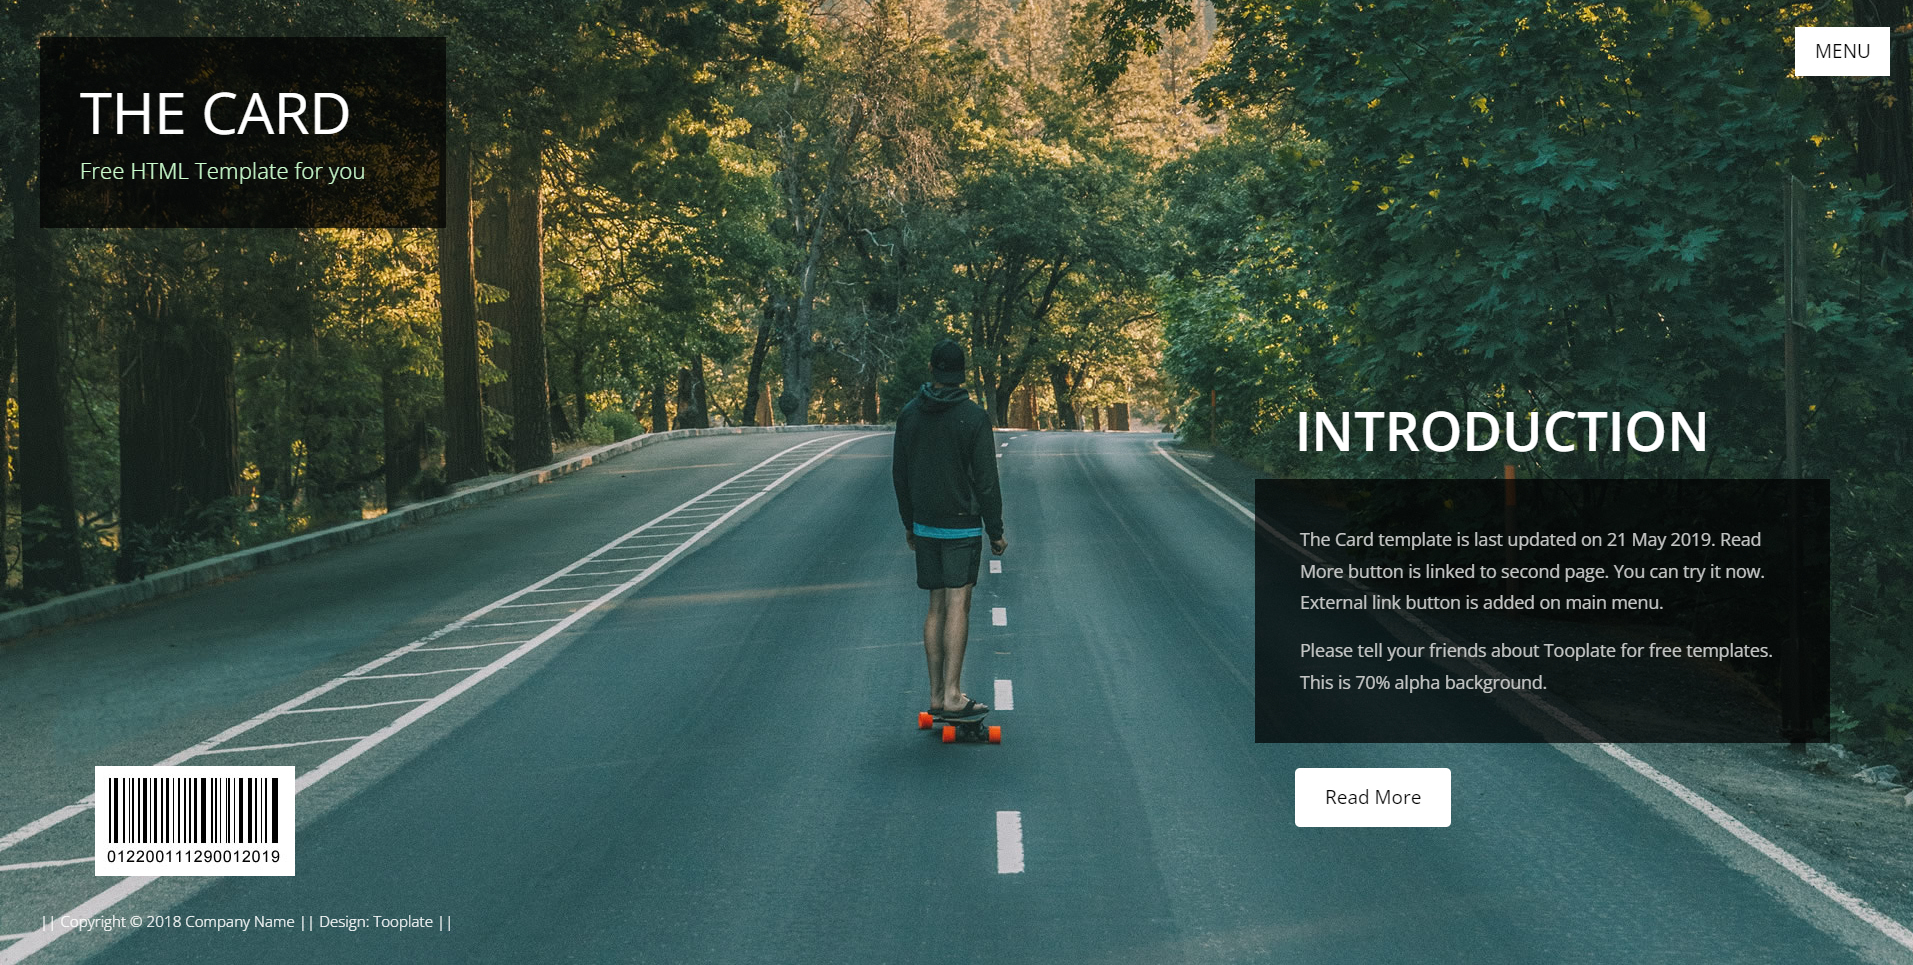 THE CARD
Free HTML Template for you
MENU
INTRODUCTION
The Card template is last updated on 21 May 2019. Read
More button is linked to second page. You can try it now.
External link button is added on main menu.
Please tell your friends about Tooplate for free templates.
This is 70% alpha background.
Read More
012200111290012019
|| Copyright © 2018 Company Name || Design: Tooplate ||